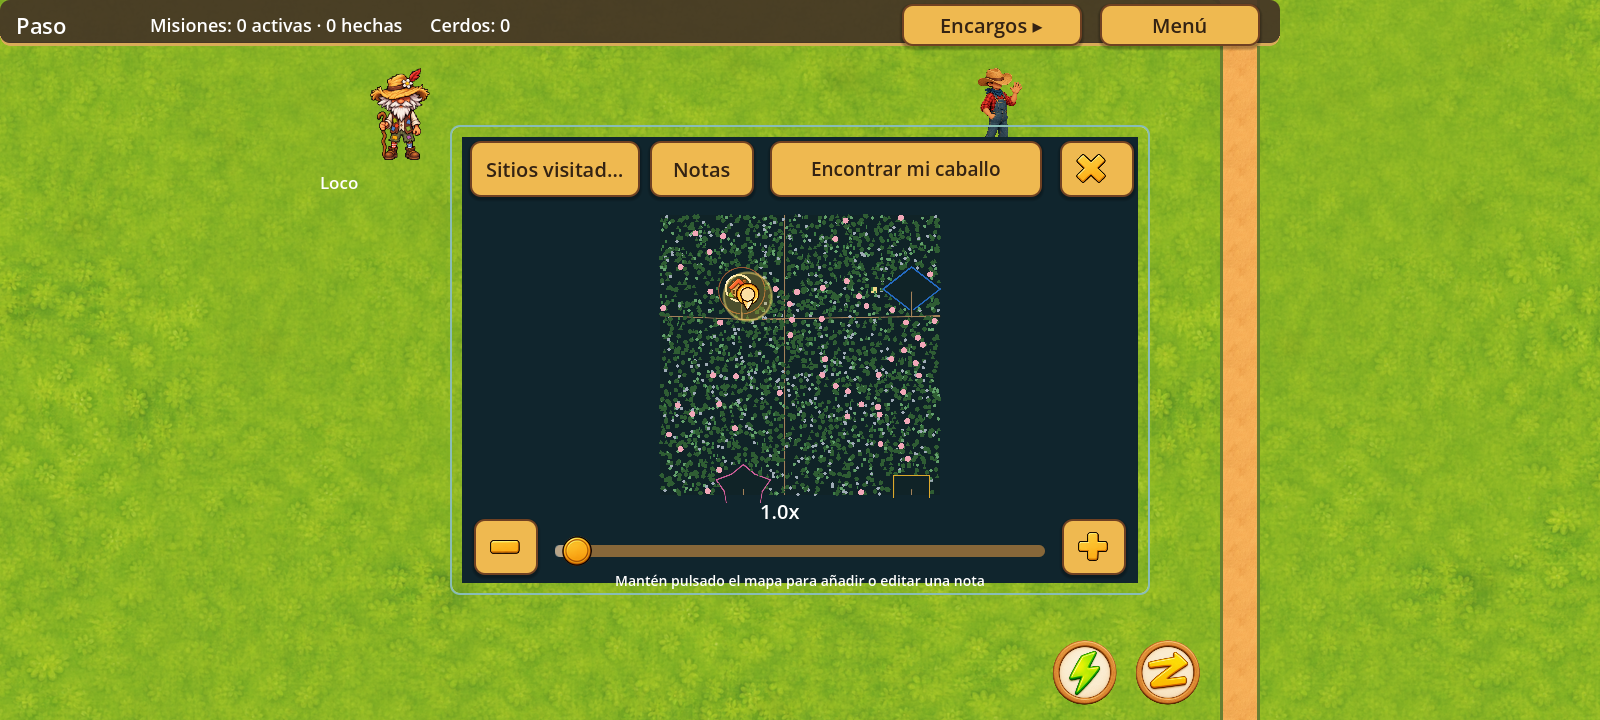 Paso
Misiones: 0 activas · 0 hechas
Cerdos: 0
Encargos ▸
Menú
Loco
Sitios visitad...
Notas
Encontrar mi caballo
1.0x
Mantén pulsado el mapa para añadir o editar una nota